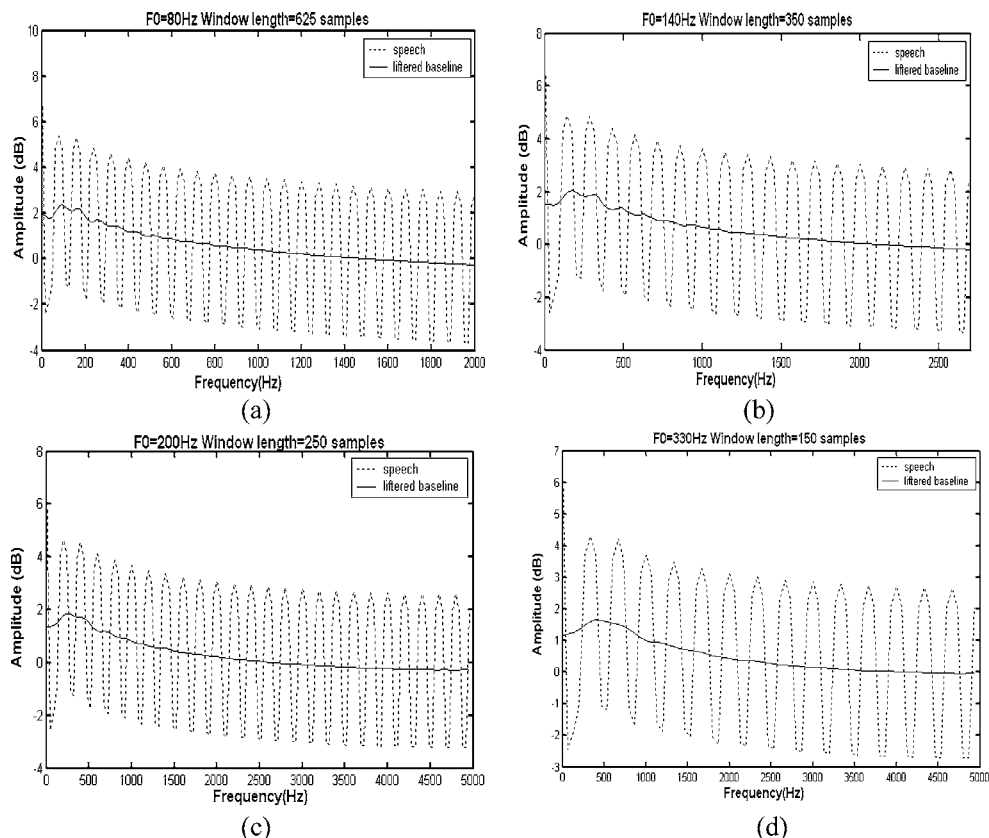 F0=80Hz Window length=625 samples
speech
liftered baseline
Amplitude (dB)
10
8
6
4
2
0
-2
-4
0 200 400 600 800 1000 1200 1400 1600 1800 2000
Frequency(Hz)
(a)
F0=140Hz Window length=350 samples
speech
liftered baseline
Amplitude (dB)
8
6
4
2
0
-2
-4
0 500 1000 1500 2000 2500
Frequency(Hz)
(b)
F0=200Hz Window length=250 samples
speech
liftered baseline
Amplitude (dB)
8
6
4
2
0
-2
-4
0 500 1000 1500 2000 2500 3000 3500 4000 4500 5000
Frequency(Hz)
(c)
F0=330Hz Window length=150 samples
speech
liftered baseline
Amplitude (dB)
7
6
5
4
3
2
1
0
-1
-2
-3
0 500 1000 1500 2000 2500 3000 3500 4000 4500 5000
Frequency(Hz)
(d)